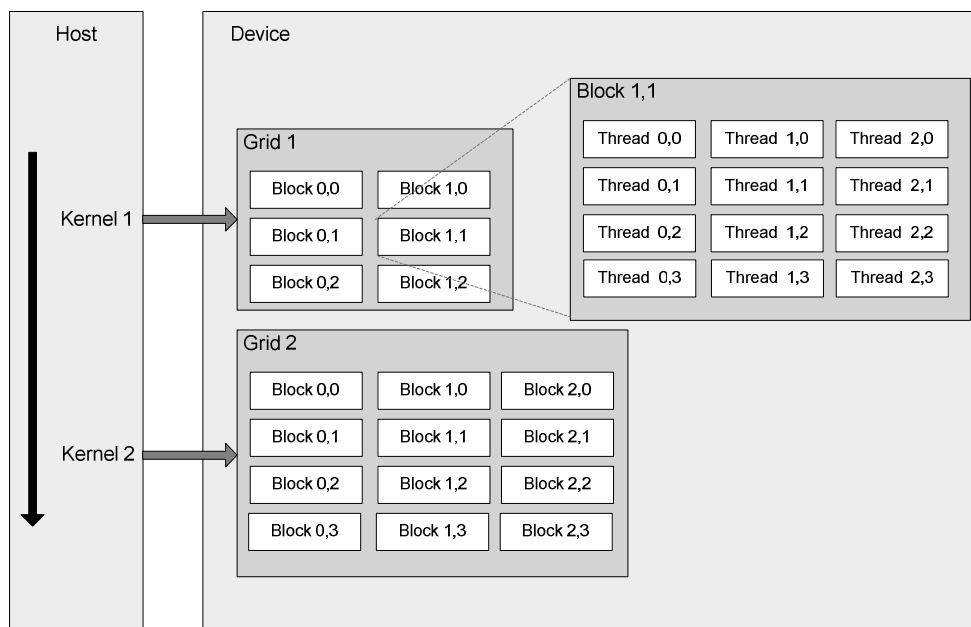 Host
Device
Block 1,1
Thread 0,0 Thread 1,0 Thread 2,0
Thread 0,1 Thread 1,1 Thread 2,1
Thread 0,2 Thread 1,2 Thread 2,2
Thread 0,3 Thread 1,3 Thread 2,3
Kernel 1
Grid 1
Block 0,0 Block 1,0
Block 0,1 Block 1,1
Block 0,2 Block 1,2
Kernel 2
Grid 2
Block 0,0 Block 1,0 Block 2,0
Block 0,1 Block 1,1 Block 2,1
Block 0,2 Block 1,2 Block 2,2
Block 0,3 Block 1,3 Block 2,3